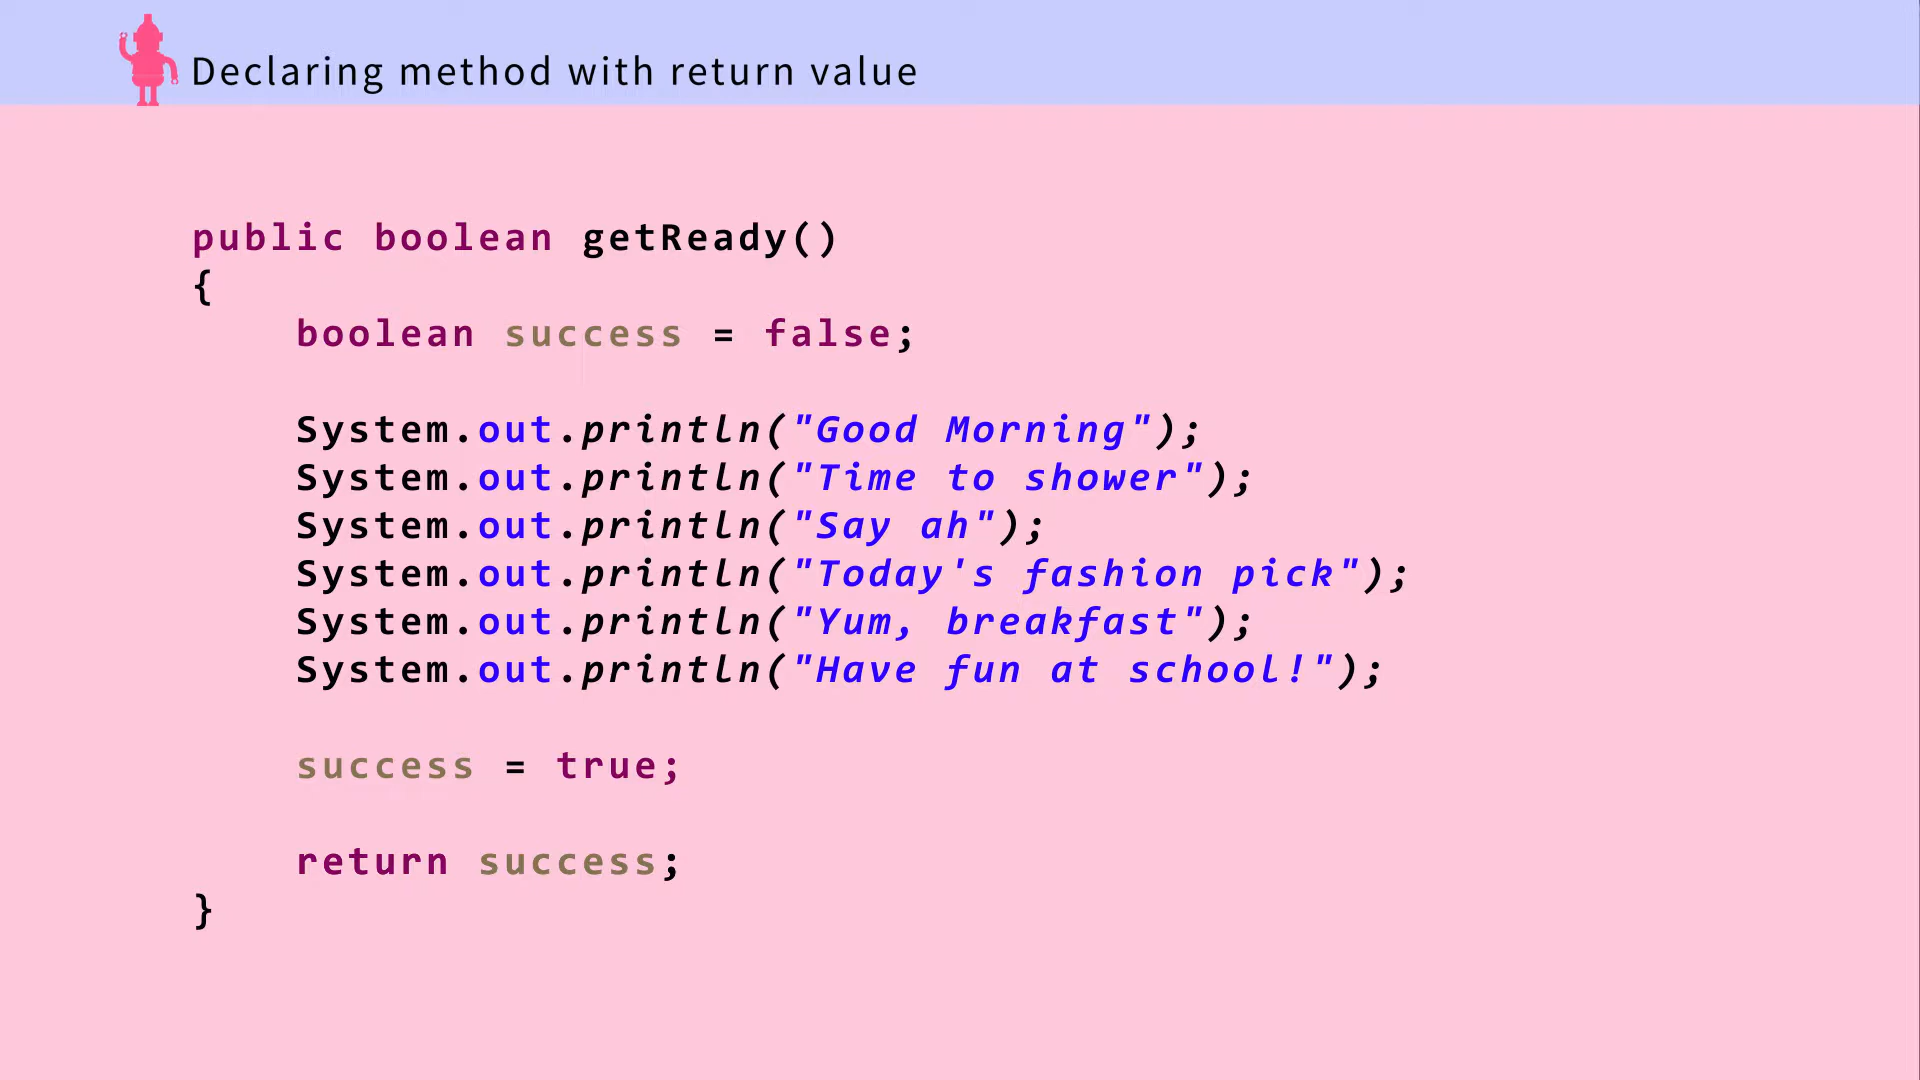 Declaring method with return value
public boolean getReady()
{
boolean success = false;
System.out.println("Good Morning");
System.out.println("Time to shower");
System.out.println("Say ah");
System.out.println("Today's fashion pick");
System.out.println("Yum, breakfast");
System.out.println("Have fun at school!");
success = true;
return success;
}